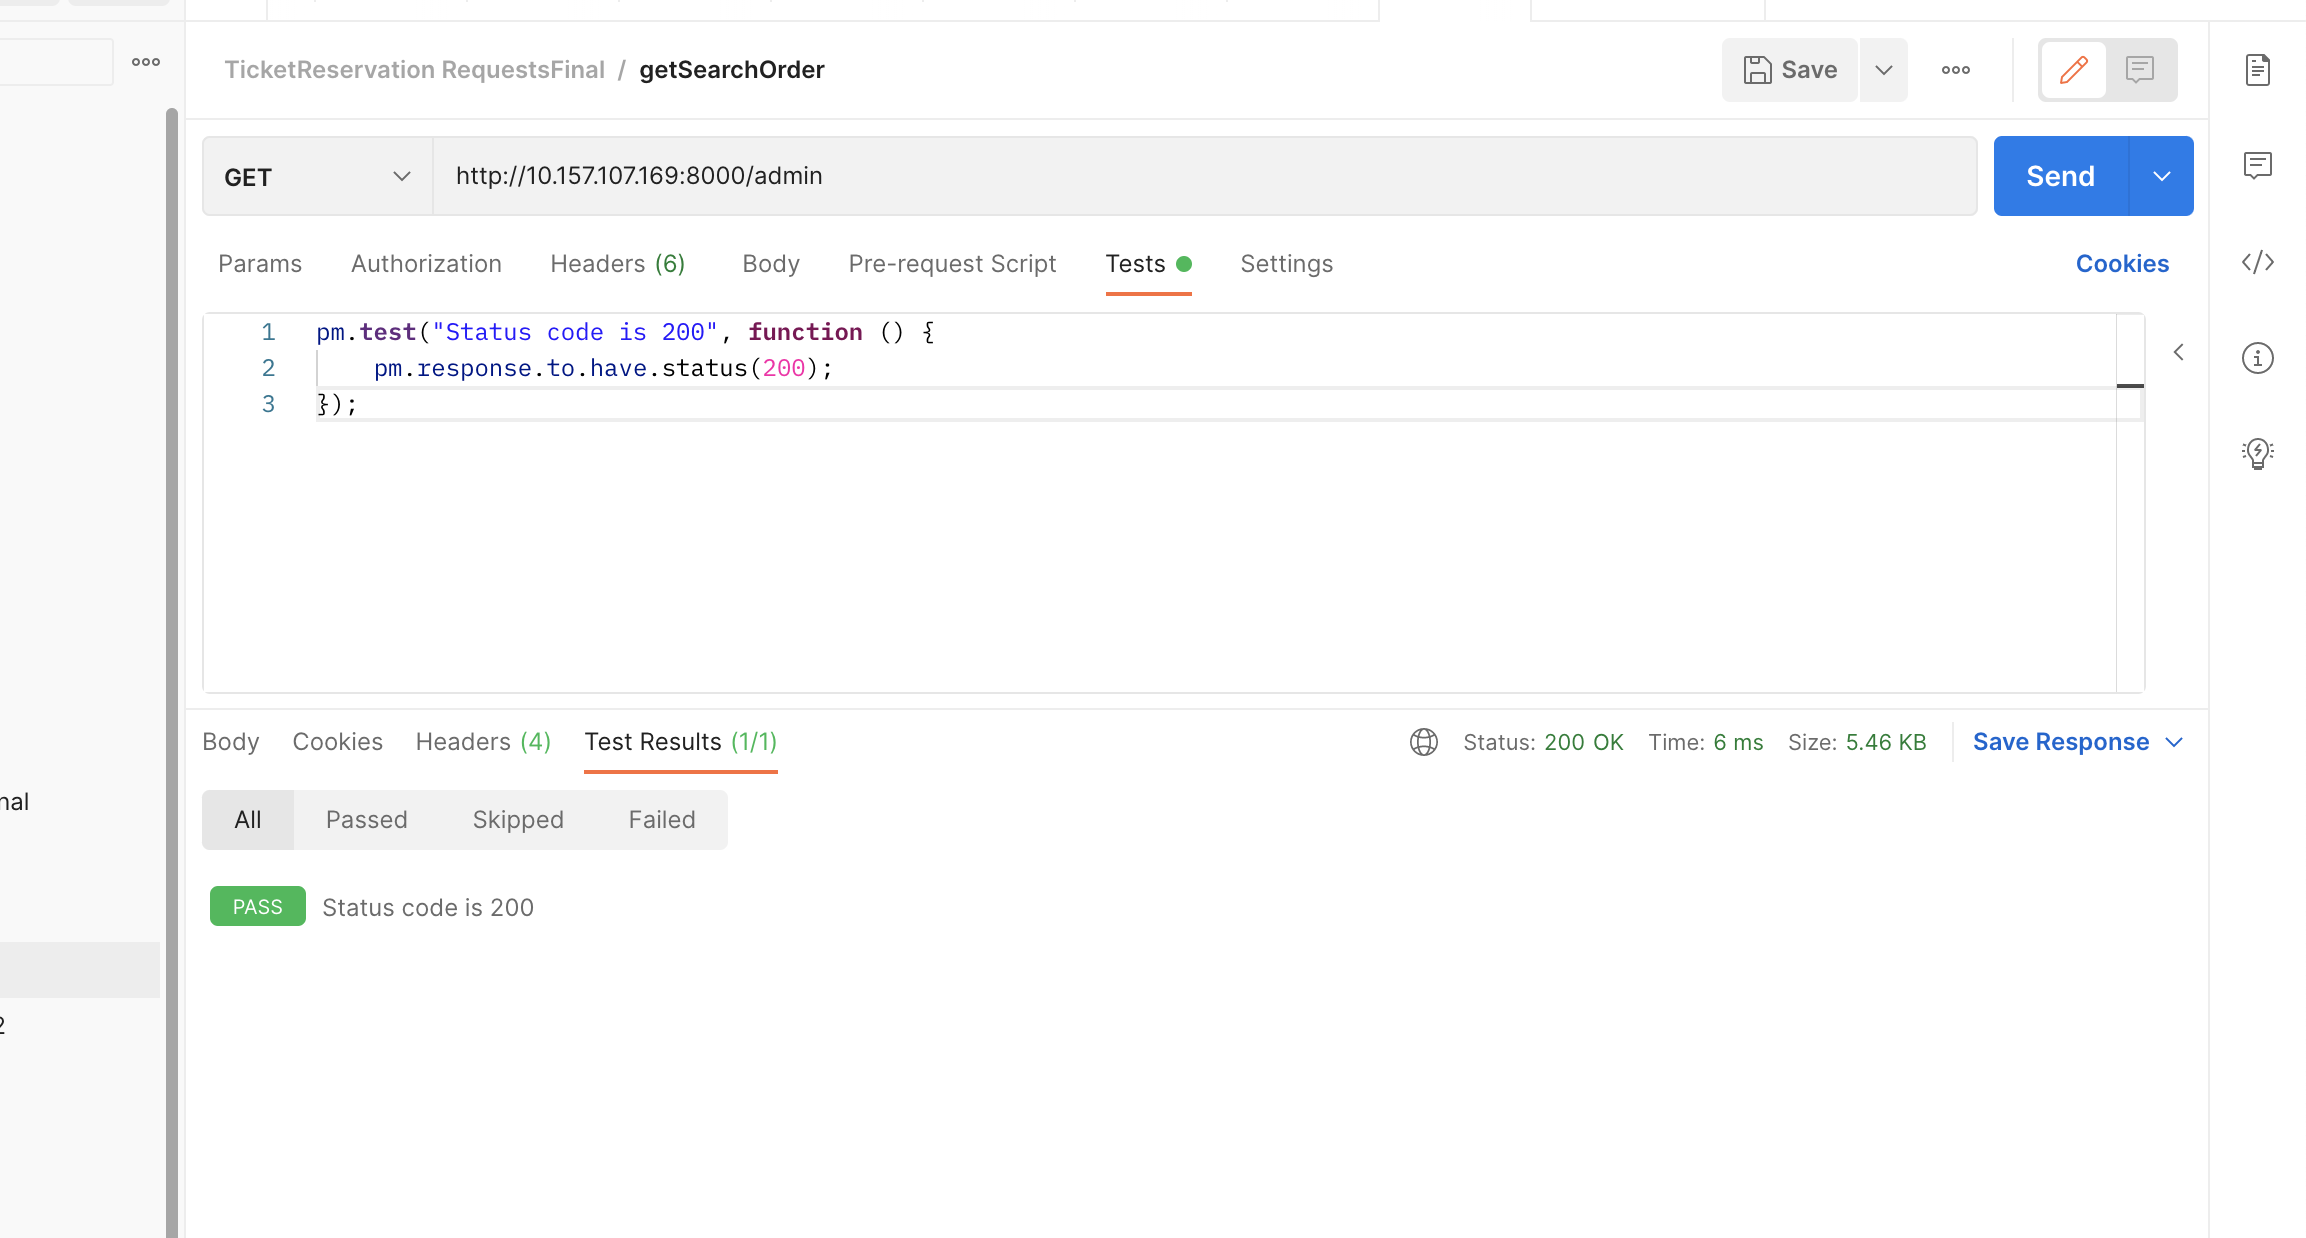 TicketReservation RequestsFinal / getSearchOrder
Save
GET
http://10.157.107.169:8000/admin
Send
Params Authorization Headers (6) Body Pre-request Script Tests Settings Cookies
1 pm.test("Status code is 200", function () {
2 pm.response.to.have.status(200);
3 });
Body Cookies Headers (4) Test Results (1/1) Status: 200 OK Time: 6 ms Size: 5.46 KB Save Response
All Passed Skipped Failed
nal
PASS Status code is 200
2